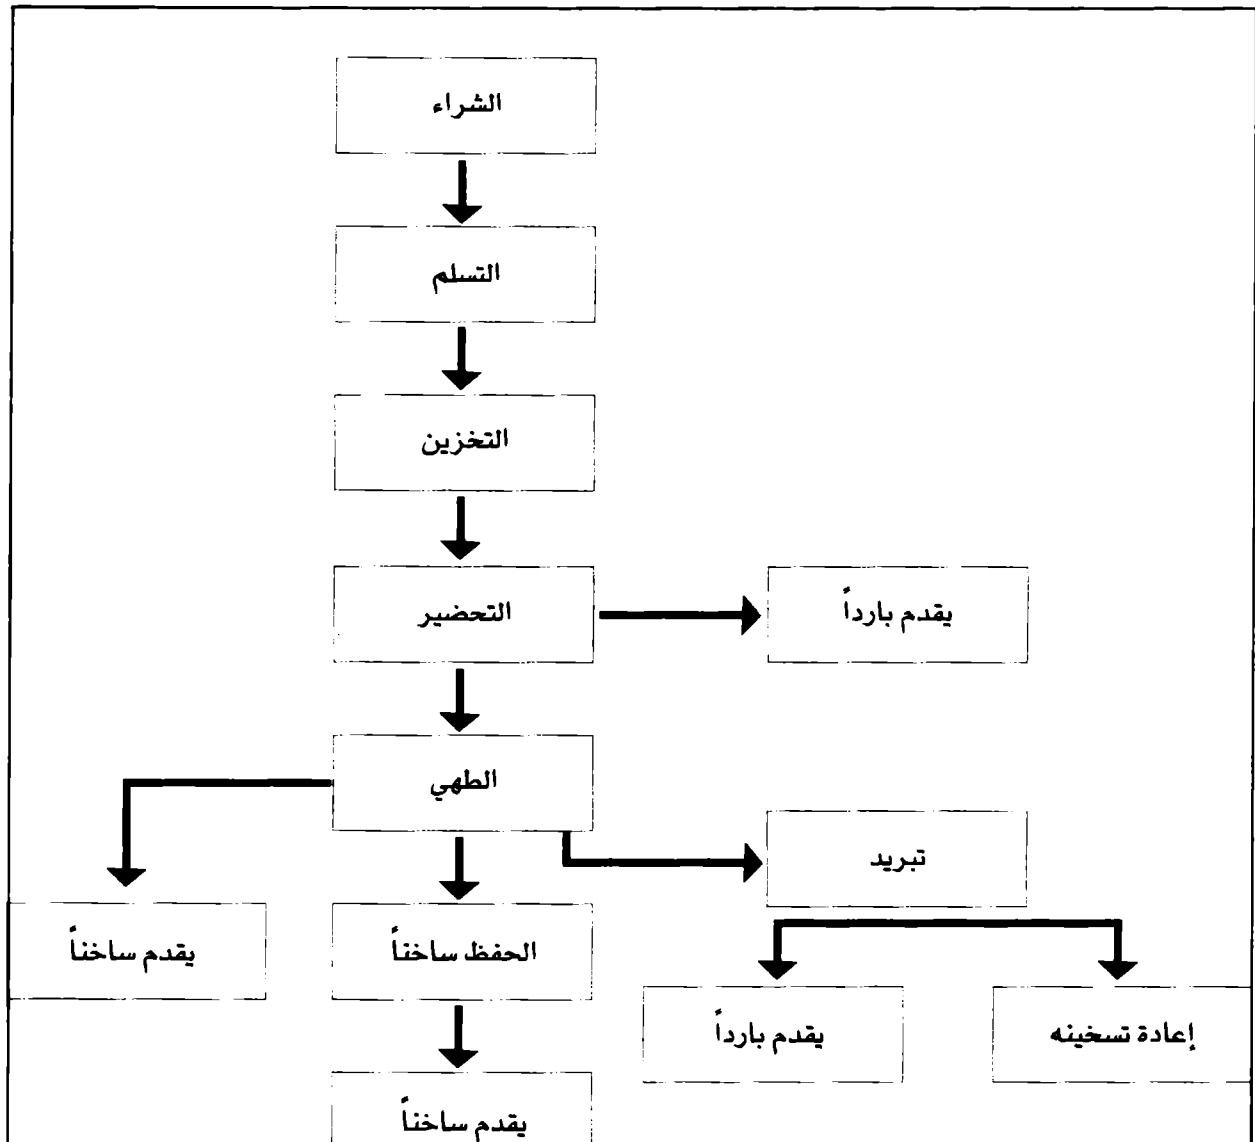 الشراء
التسلم
التخزين
التحضير
يقدم بارداً
الطهي
تبريد
يقدم ساخناً
الحفظ ساخناً
يقدم بارداً
إعادة تسخينه
يقدم ساخناً